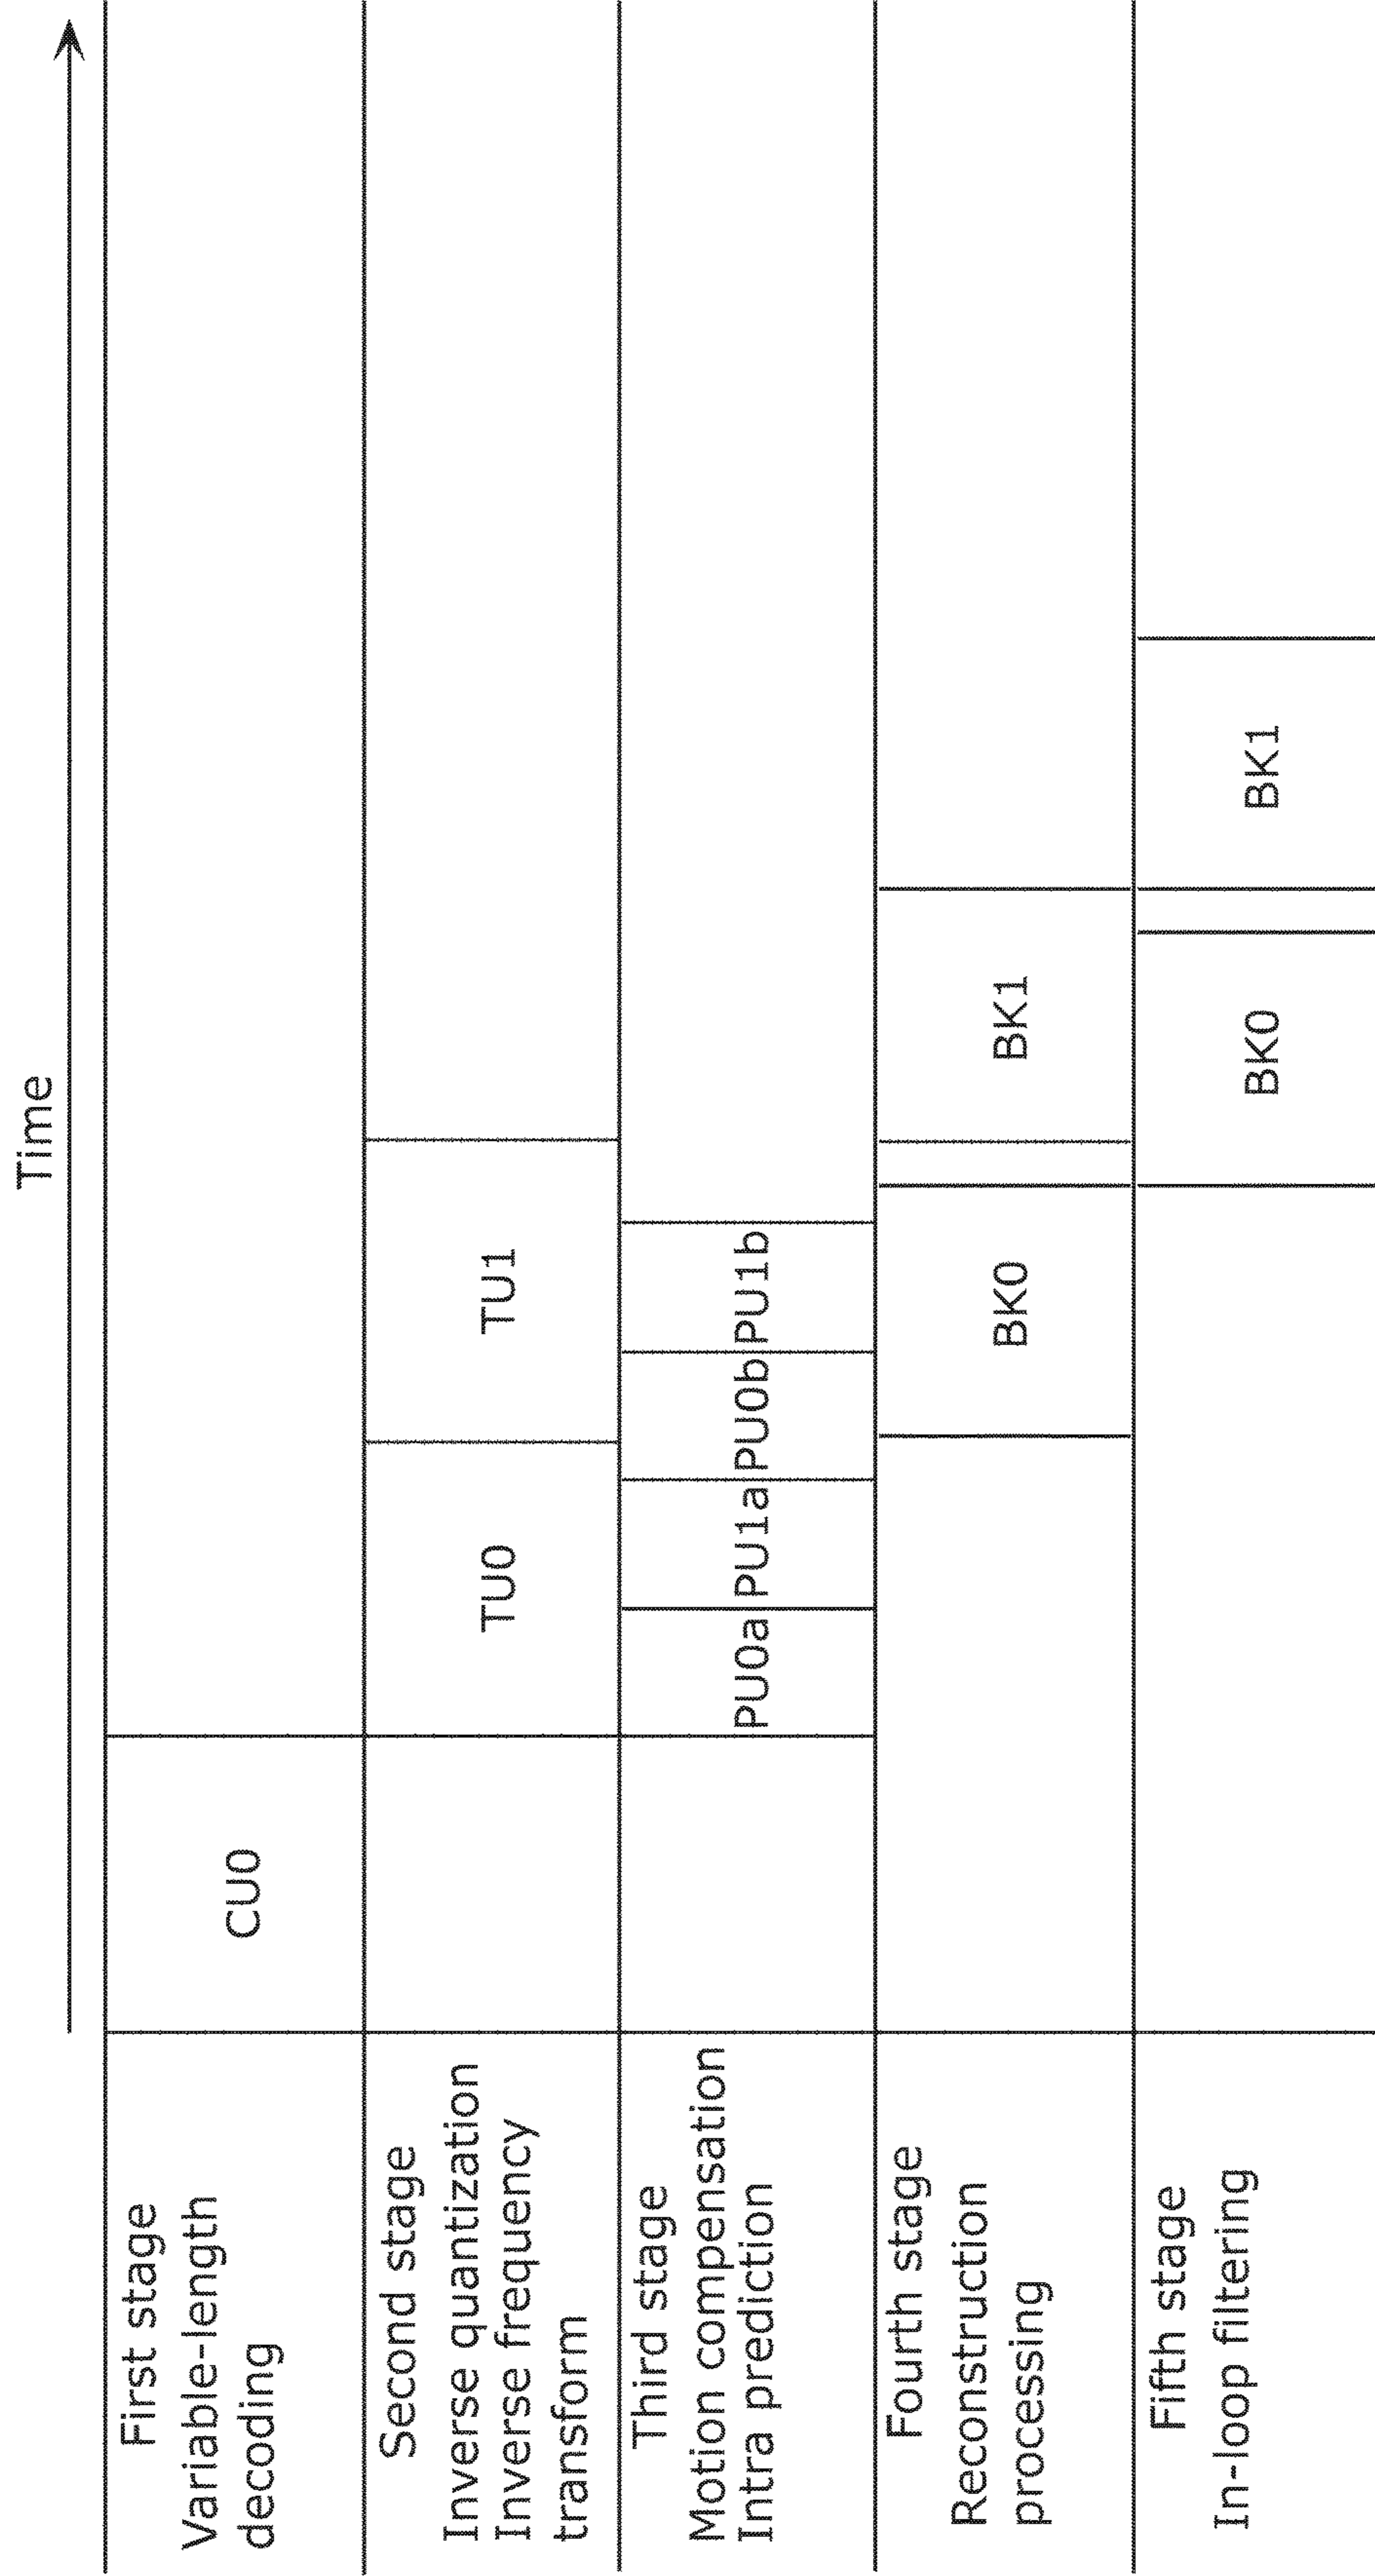 Time
First stage
Variable-length
decoding
CU0
Second stage
Inverse quantization
Inverse frequency
transform
TU0
TU1
Third stage
Motion compensation
Intra prediction
PU0a
PU1a
PU0b
PU1b
Fourth stage
Reconstruction
processing
BK0
BK1
Fifth stage
In-loop filtering
BK0
BK1